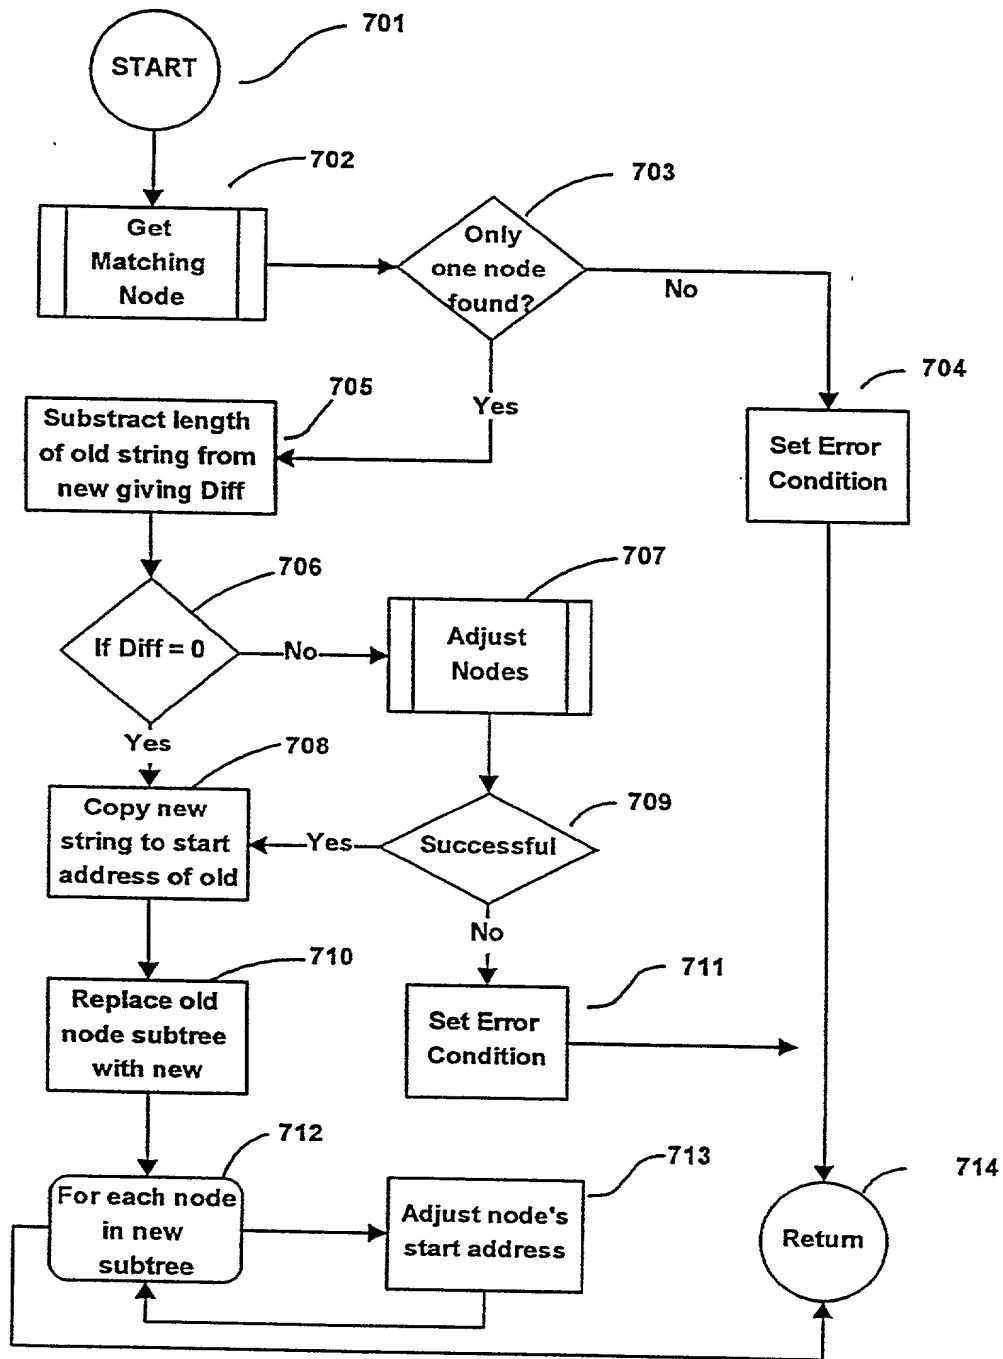 701
START
702
Get
Matching
Node
703
Only
one node
found?
No
704
Set Error
Condition
Yes
705
Substract length
of old string from
new giving Diff
706
If Diff = 0
No
707
Adjust
Nodes
Yes
708
Copy new
string to start
address of old
Yes
709
Successful
No
710
Replace old
node subtree
with new
711
Set Error
Condition
712
For each node
in new
subtree
713
Adjust node's
start address
714
Return